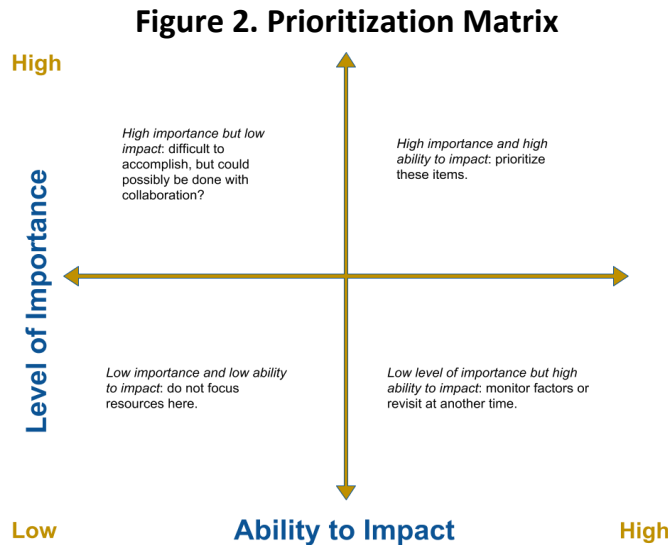 Figure 2. Prioritization Matrix
High
High importance but low
impact: difficult to
accomplish, but could
possibly be done with
collaboration?
High importance and high
ability to impact: prioritize
these items.
Level of Importance
Low importance and low ability
to impact: do not focus
resources here.
Low level of importance but high
ability to impact: monitor factors or
revisit at another time.
Low
Ability to Impact
High